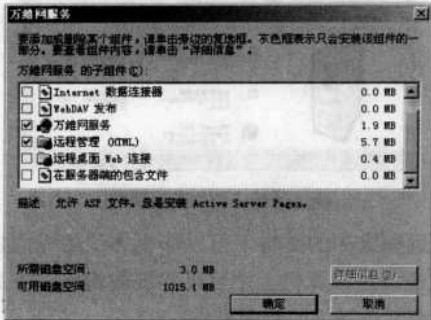 万维网服务
要添加或删除某个组件，请单击旁边的复选框。灰色框表示只会安装该组件的一
部分。要查看组件内容，请单击“详细信息”。
万维网服务 的子组件(C):
Internet 数据连接器 0.0 MB
WebDAV 发布 0.0 MB
万维网服务 1.9 MB
远程管理 (HTML) 5.7 MB
远程桌面 Web 连接 0.4 MB
在服务器端的包含文件 0.0 MB
描述: 允许 ASP 文件。总是安装 Active Server Pages。
所需磁盘空间: 3.0 MB
可用磁盘空间: 1015.1 MB
详细信息(D)...
确定
取消